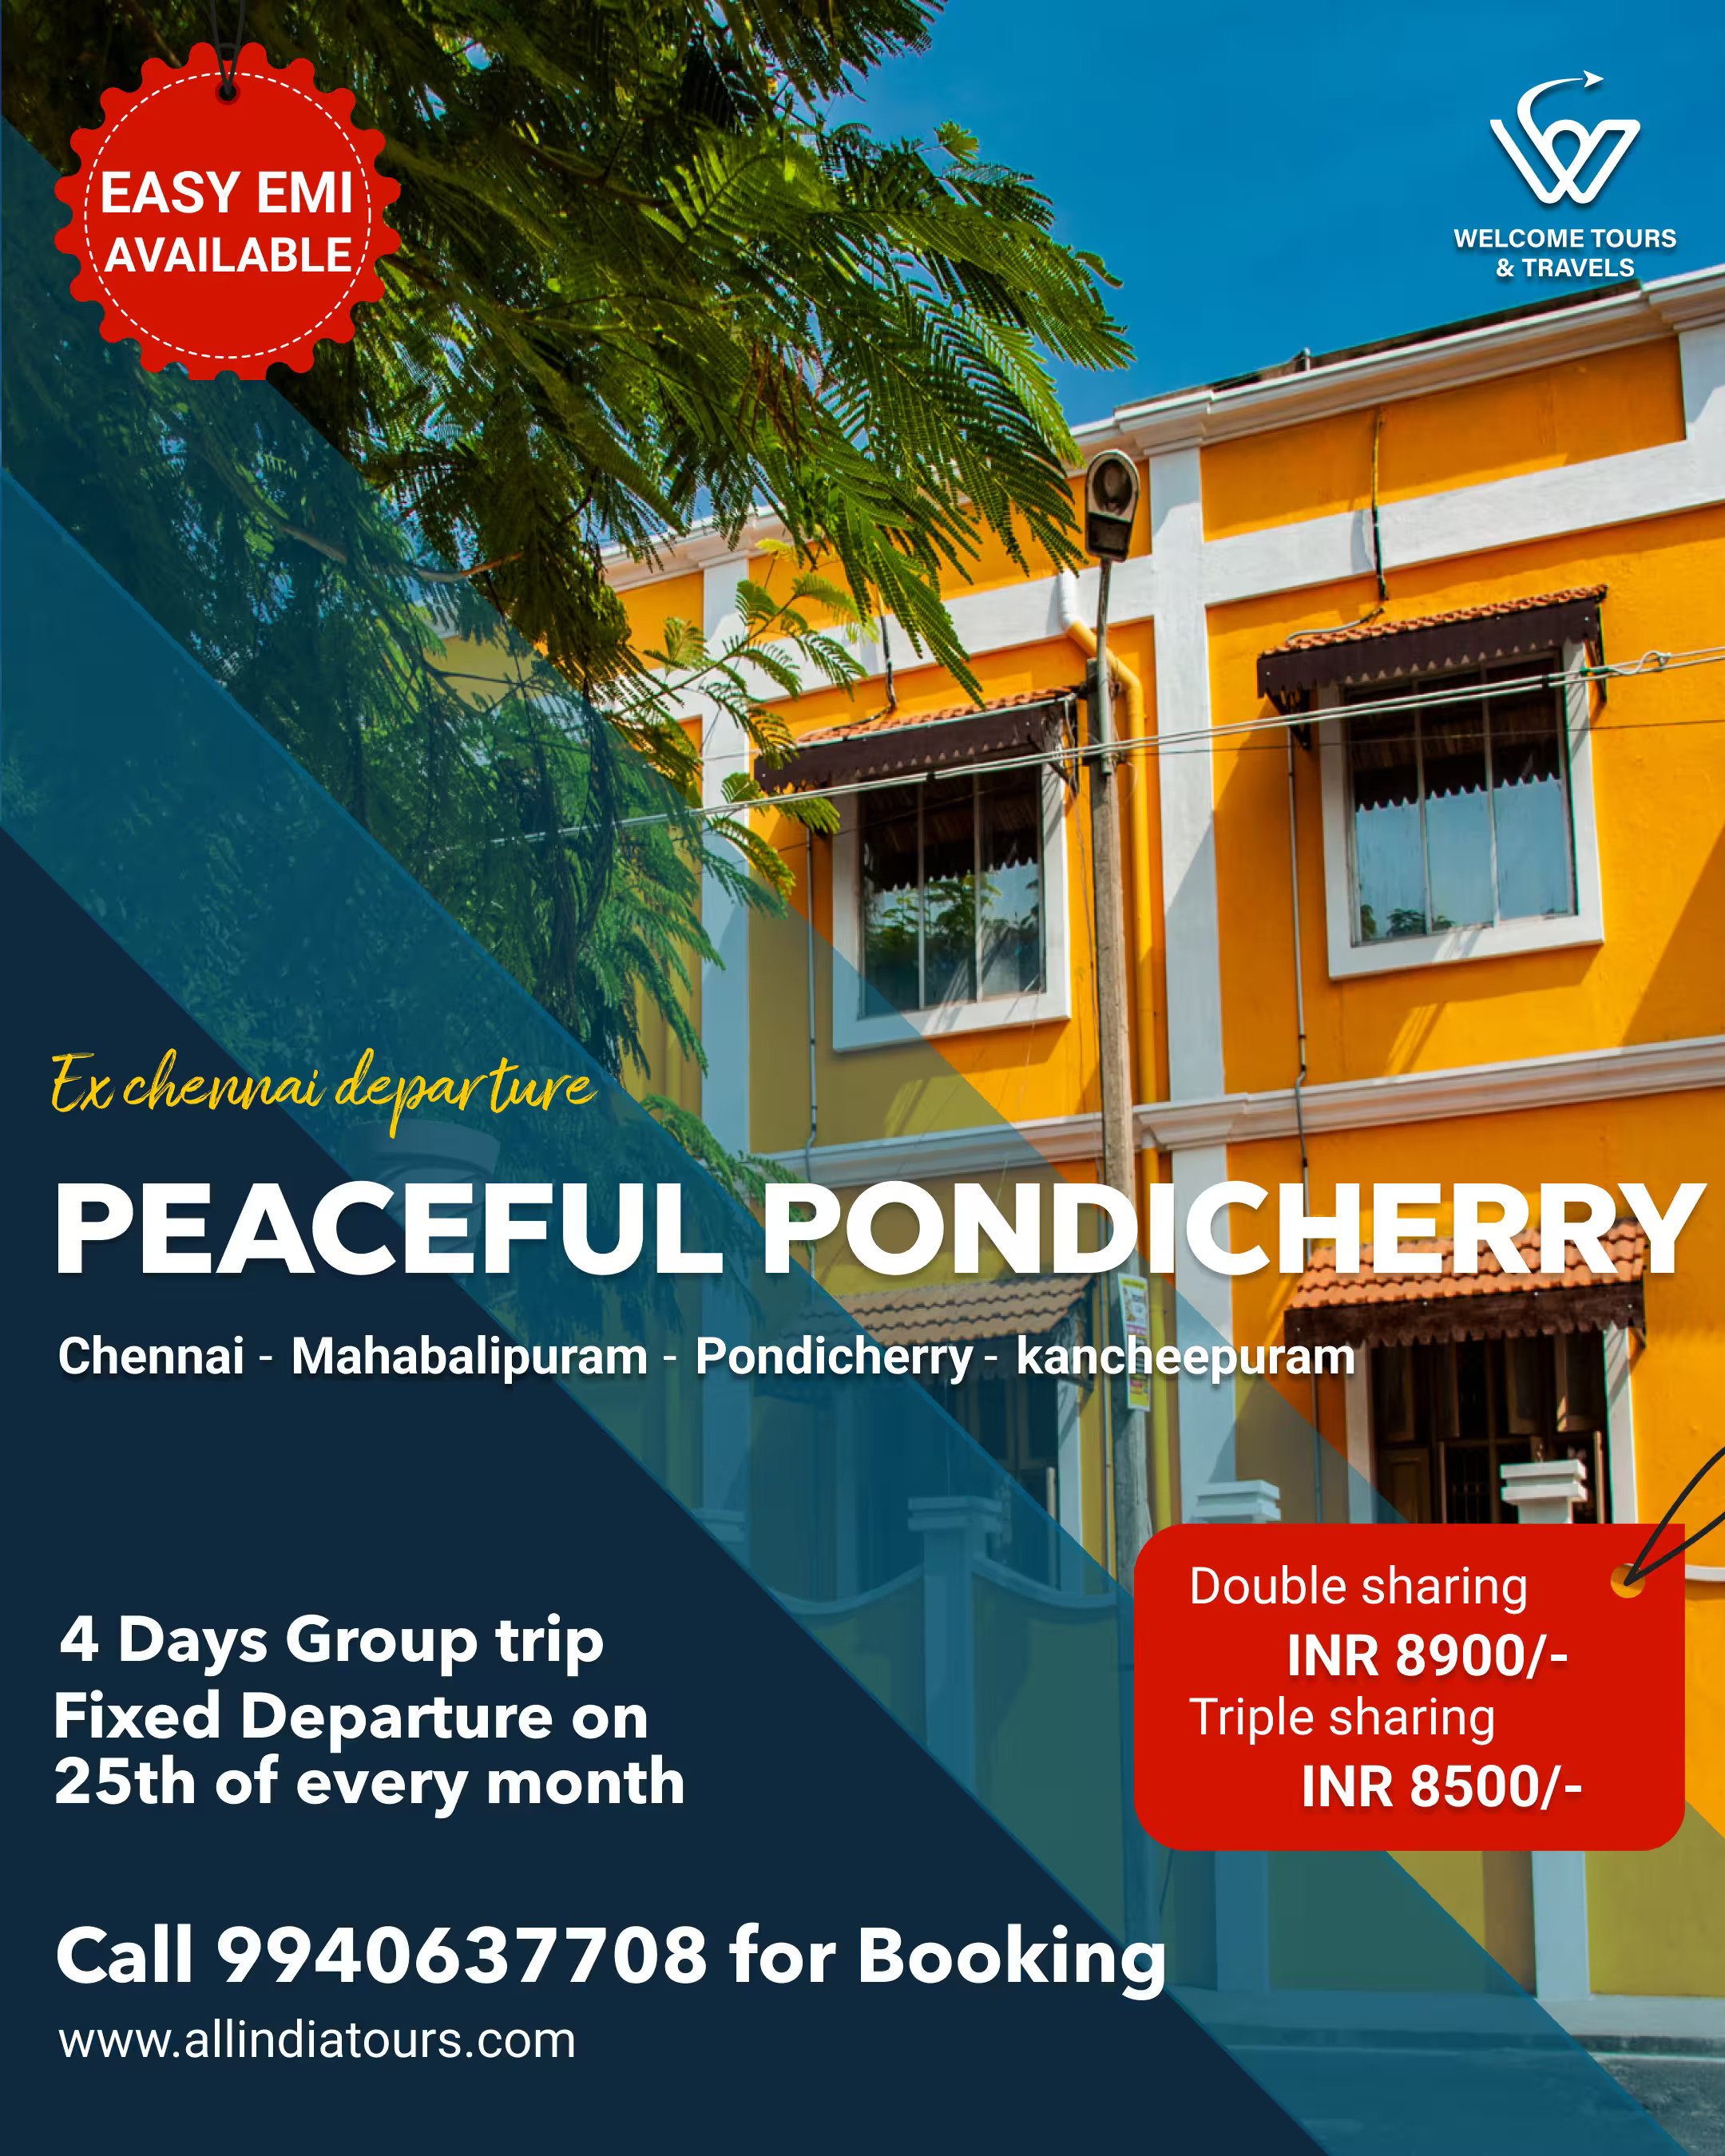 EASY EMI
AVAILABLE
WELCOME TOURS
& TRAVELS
Ex chennai departure
PEACEFUL PONDICHERRY
Chennai - Mahabalipuram - Pondicherry - kancheepuram
4 Days Group trip
Fixed Departure on
25th of every month
Double sharing
INR 8900/-
Triple sharing
INR 8500/-
Call 9940637708 for Booking
www.allindiatours.com